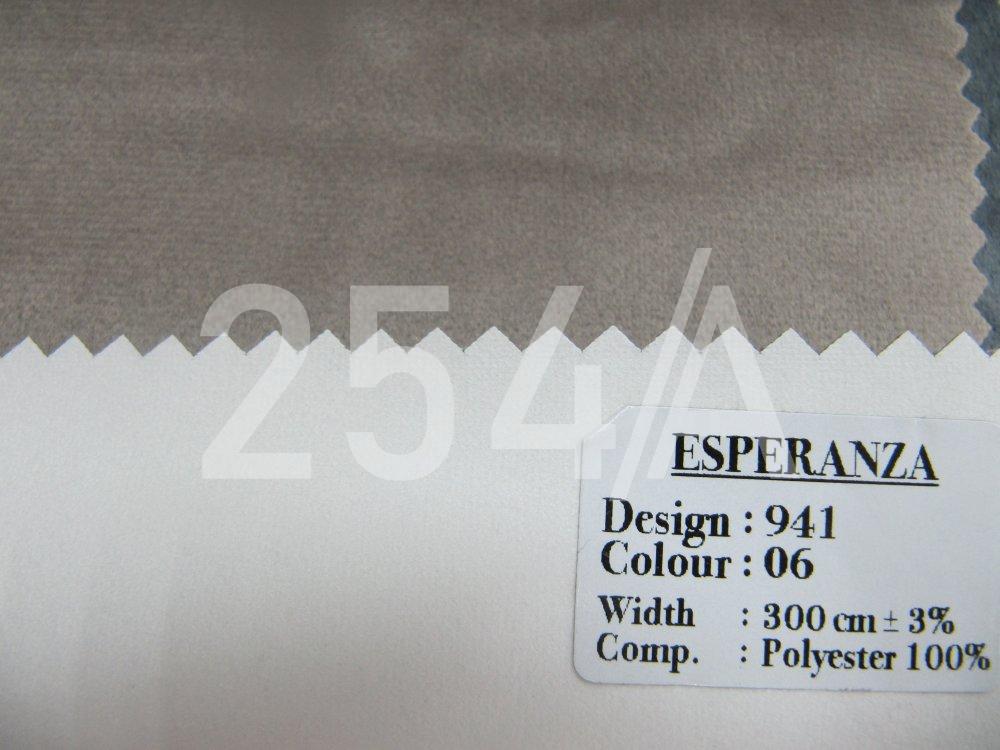 254/A
ESPERANZA
Design : 941
Colour : 06
Width : 300 cm ± 3%
Comp. : Polyester 100%